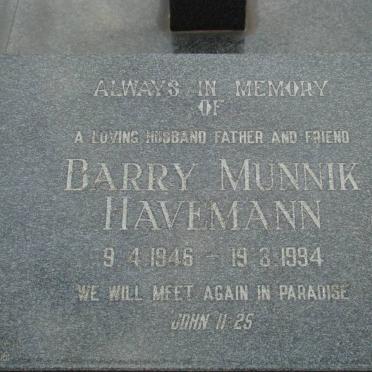 ALWAYS IN MEMORY
OF
A LOVING HUSBAND FATHER AND FRIEND
BARRY MUNNIK
HAVEMANN
9.4.1946 – 19.3.1994
WE WILL MEET AGAIN IN PARADISE
JOHN 11:25